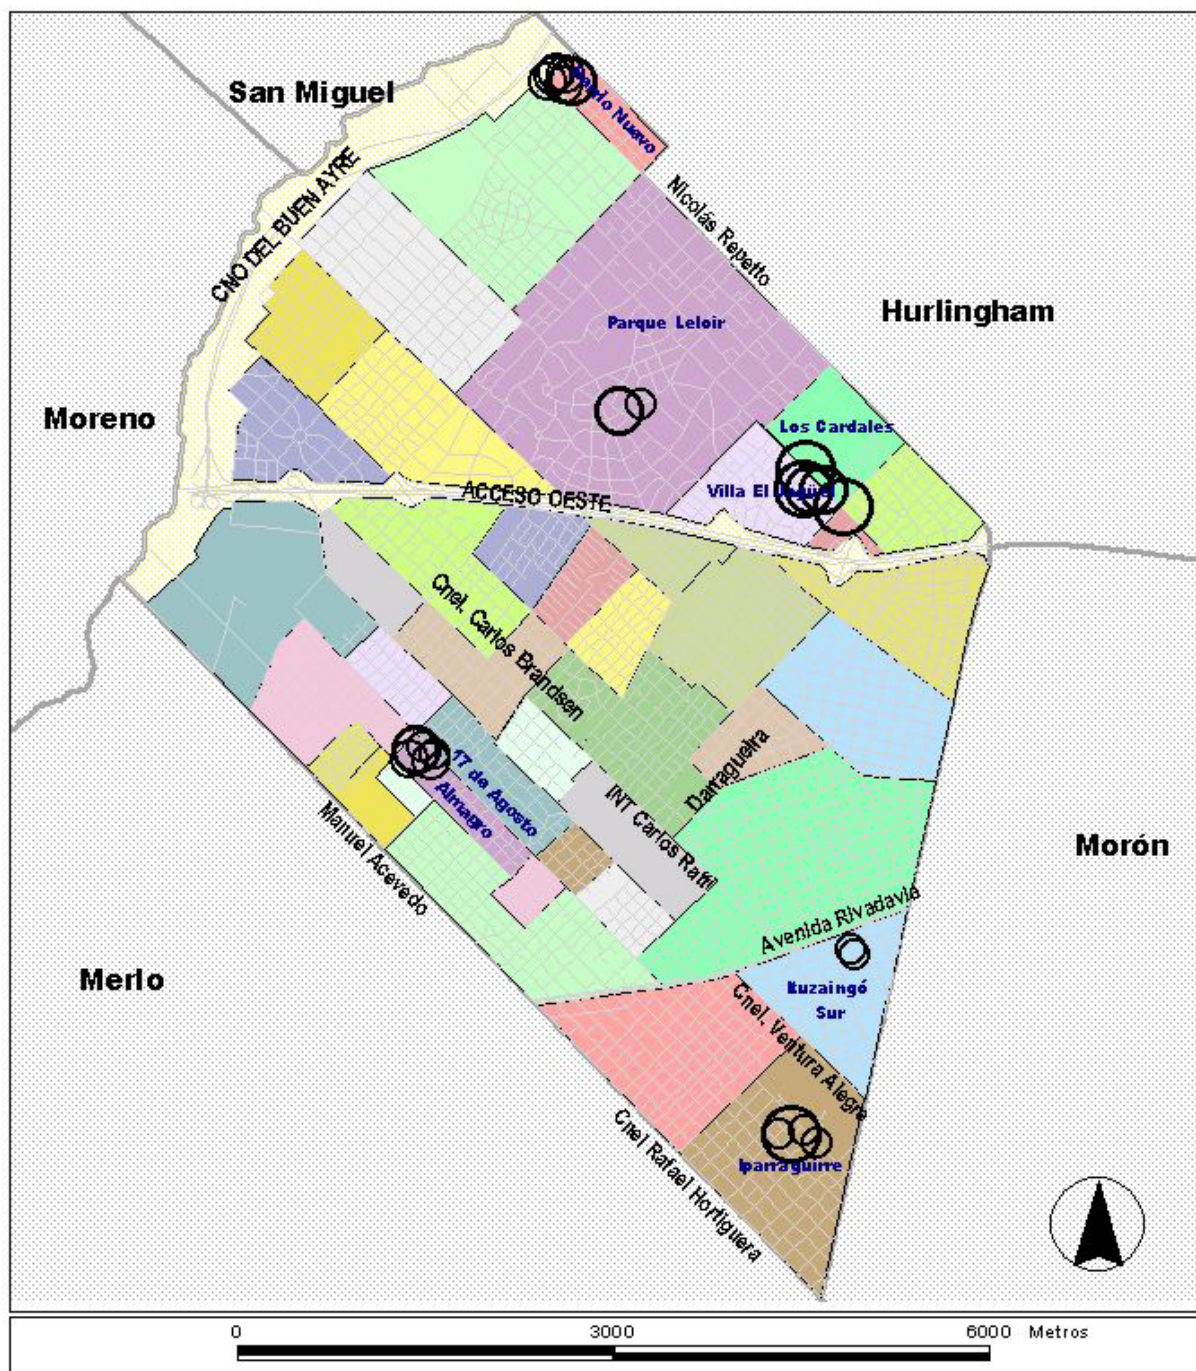 San Miguel
Barrio Nuevo
CNO DEL BUEN AYRE
Nicolás Repetto
Hurlingham
Parque Leloir
Moreno
Los Cardales
Villa El
ACCESO OESTE
Cnel. Carlos Brandsen
17 de Agosto
Almagro
INT Carlos Ratti
Darragueira
Manuel Acevedo
Morón
Avenida Rivadavia
Merlo
Ituzaingó
Sur
Cnel. Ventura Alegre
Iparraguirre
Cnel Rafael Hortiguera
0 3000 6000 Metros